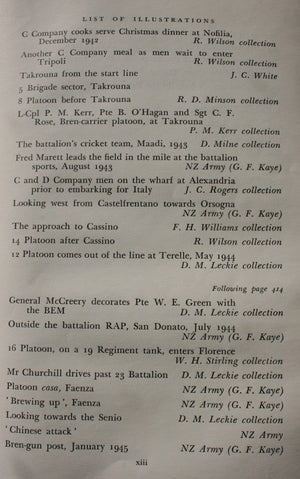 LIST OF ILLUSTRATIONS
C Company cooks serve Christmas dinner at Nofilia,
December 1942 R. Wilson collection
Another C Company meal as men wait to enter
Tripoli R. Wilson collection
Takrouna from the start line J. C. White
5 Brigade sector, Takrouna
8 Platoon before Takrouna R. D. Minson collection
L-Cpl P. M. Kerr, Pte B. O'Hagan and Sgt C. F.
Rose, Bren-carrier platoon, at Takrouna
P. M. Kerr collection
The battalion's cricket team, Maadi, 1943 D. Milne collection
Fred Marett leads the field in the mile at the battalion
sports, August 1943 NZ Army (G. F. Kaye)
C and D Company men on the wharf at Alexandria
prior to embarking for Italy J. C. Rogers collection
Looking west from Castelfrentano towards Orsogna
NZ Army (G. F. Kaye)
The approach to Cassino F. H. Williams collection
14 Platoon after Cassino R. Wilson collection
12 Platoon comes out of the line at Terelle, May 1944
D. M. Leckie collection
Following page 414
General McCreery decorates Pte W. E. Green with
the BEM D. M. Leckie collection
Outside the battalion RAP, San Donato, July 1944
NZ Army (G. F. Kaye)
16 Platoon, on a 19 Regiment tank, enters Florence
W. H. Stirling collection
Mr Churchill drives past 23 Battalion D. M. Leckie collection
Platoon casa, Faenza NZ Army (G. F. Kaye)
'Brewing up', Faenza NZ Army (G. F. Kaye)
Looking towards the Senio D. M. Leckie collection
'Chinese attack' NZ Army
Bren-gun post, January 1945 NZ Army (G. F. Kaye)
xiii